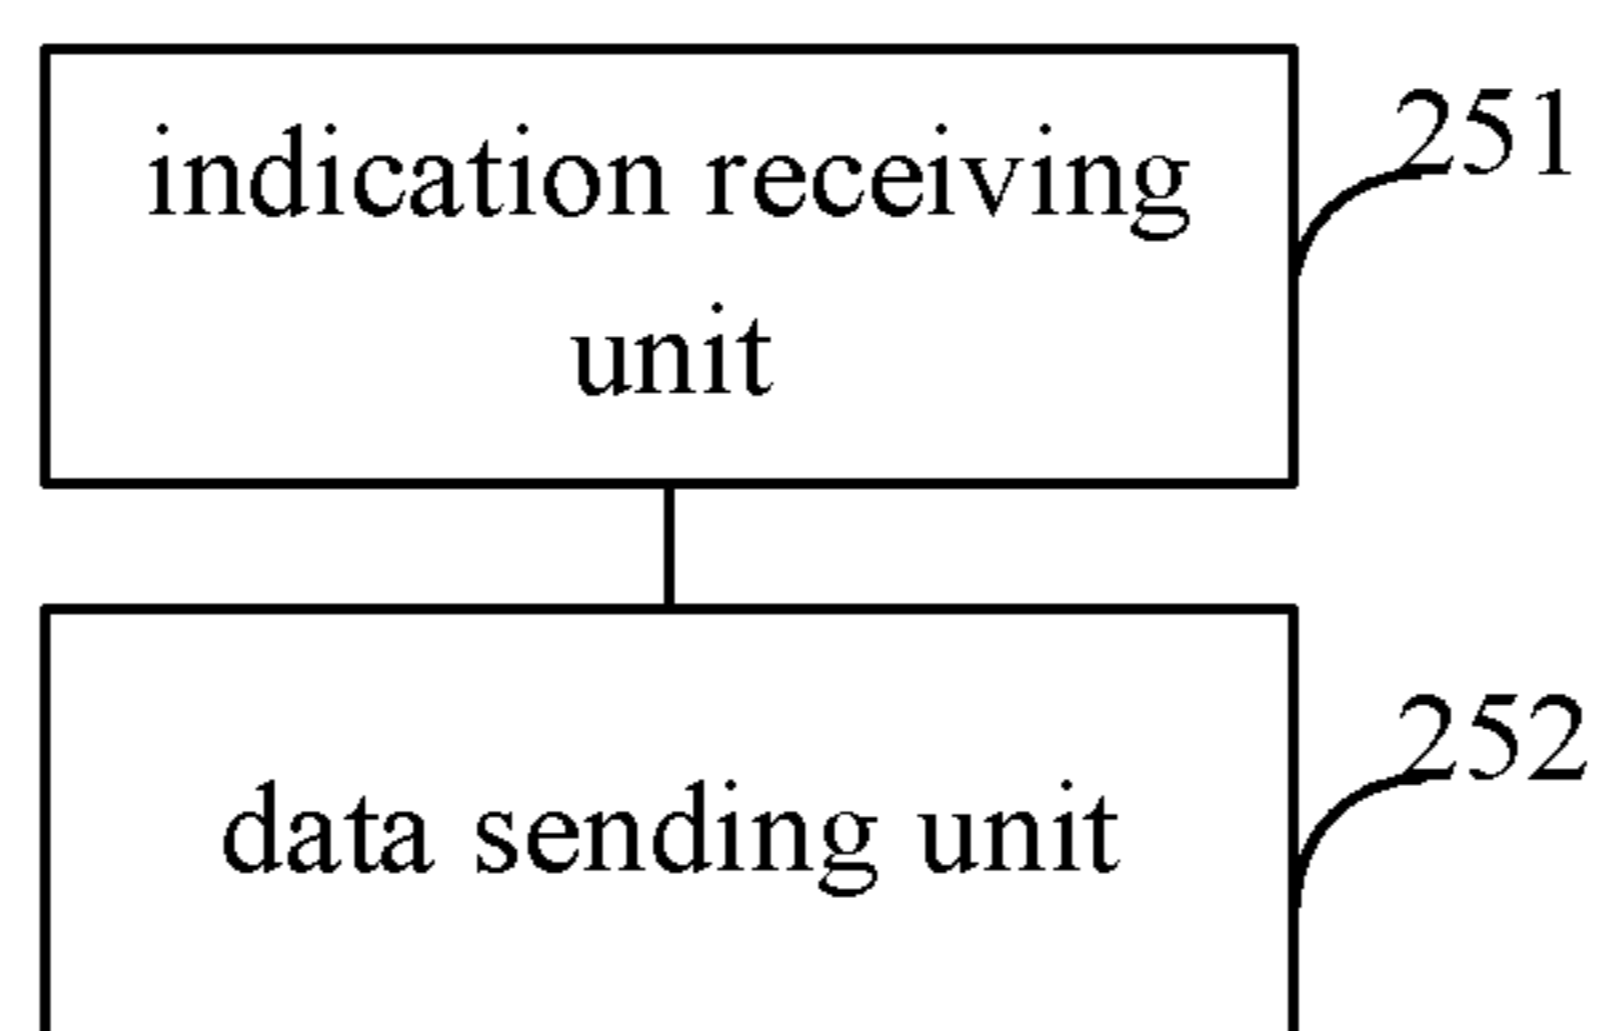 indication receiving
unit
251
data sending unit
252